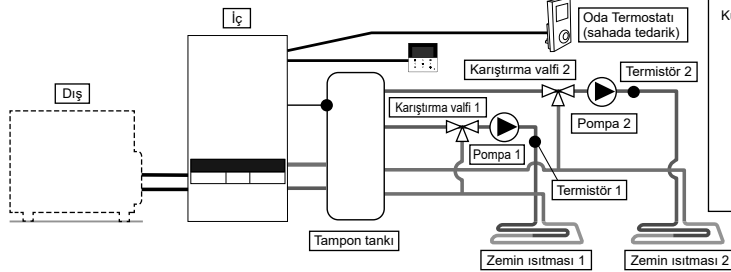 İç
Oda Termostatı
(sahada tedarik)
Dış
Karıştırma valfi 2
Termistör 2
Karıştırma valfi 1
Pompa 2
Pompa 1
Termistör 1
Tampon tankı
Zemin ısıtması 1
Zemin ısıtması 2